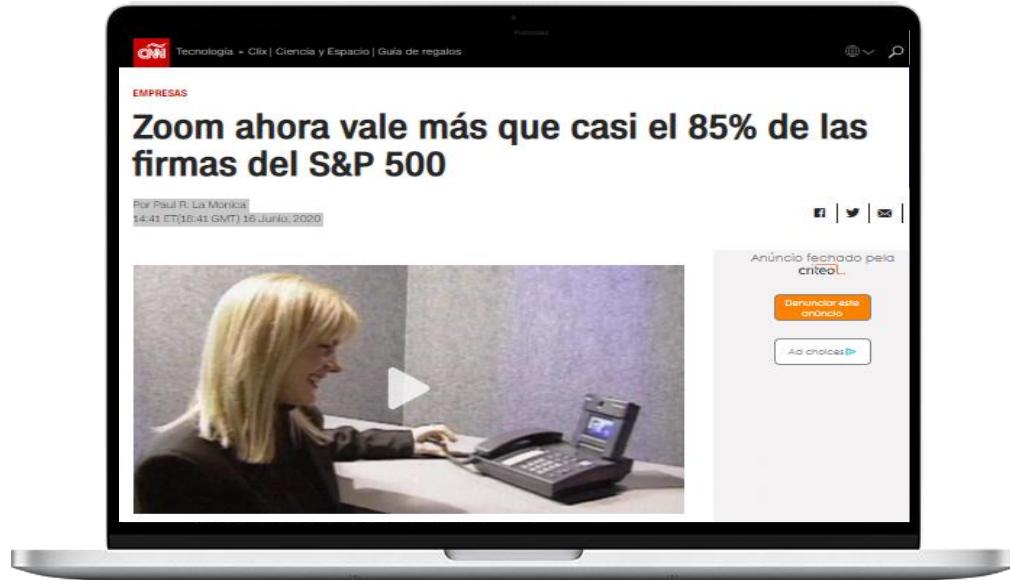 Publicidad
CNN Tecnología - Clix | Ciencia y Espacio | Guía de regalos
EMPRESAS
Zoom ahora vale más que casi el 85% de las
firmas del S&P 500
Por Paul R. La Monica
14:41 ET(18:41 GMT) 16 Junio, 2020
Anúncio fechado pela
criteo
Denunciar este
anúncio
Ad choices